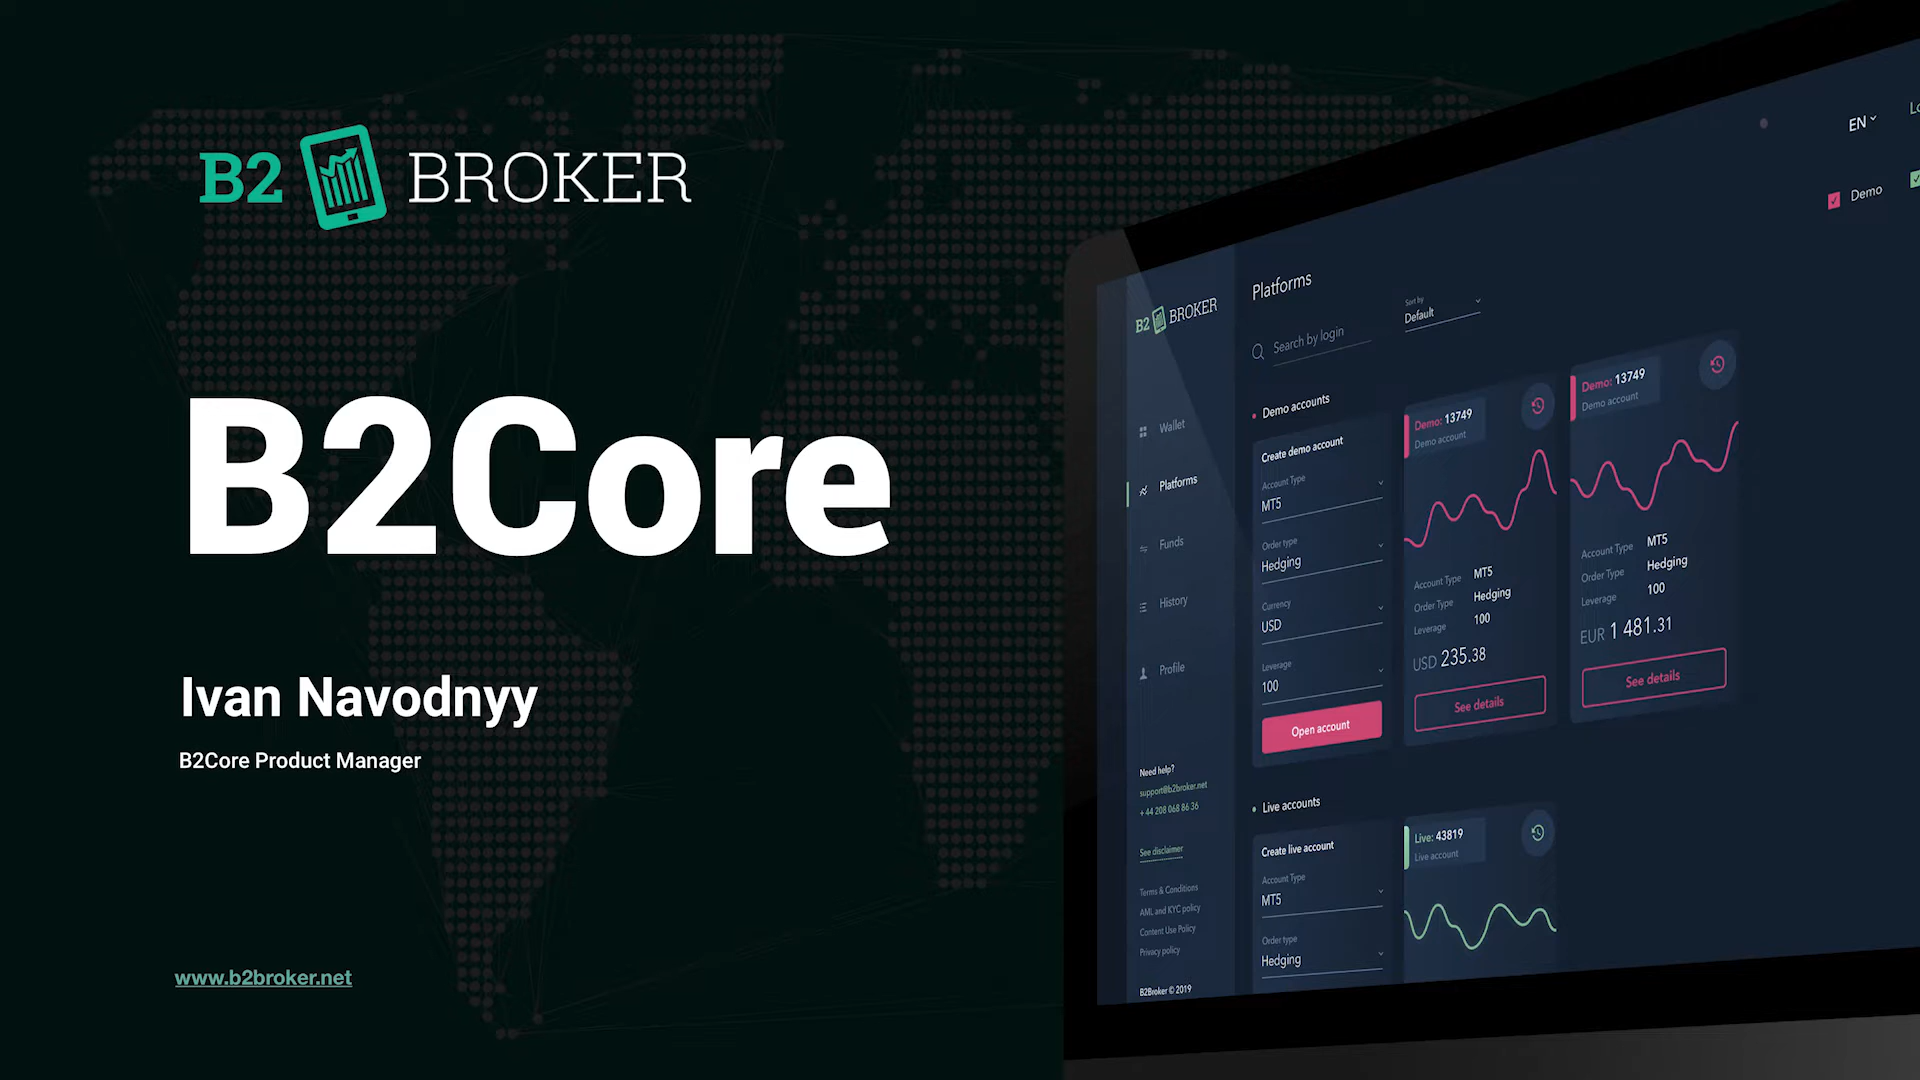 B2 BROKER
B2Core
Ivan Navodnyy
B2Core Product Manager
www.b2broker.net
EN
Demo
B2 BROKER
Platforms
Search by login
Sort by
Default
Wallet
Platforms
Funds
History
Profile
Need help?
support@b2broker.net
+ 44 208 068 86 36
See disclaimer
Terms & Conditions
AML and KYC policy
Content Use Policy
Privacy policy
B2Broker © 2019
Demo accounts
Create demo account
Account Type
MT5
Order type
Hedging
Currency
USD
Leverage
100
Open account
Demo: 13749
Demo account
Account Type MT5
Order Type Hedging
Leverage 100
USD 235.38
See details
Demo: 13749
Demo account
Account Type MT5
Order Type Hedging
Leverage 100
EUR 1 481.31
See details
Live accounts
Create live account
Account Type
MT5
Order type
Hedging
Live: 43819
Live account